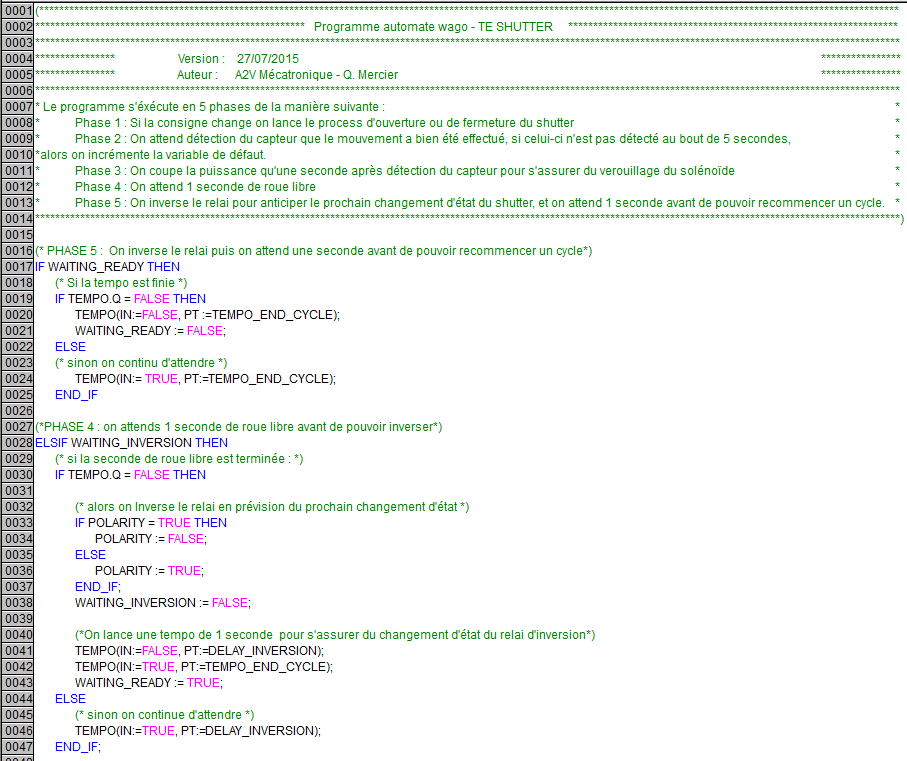 0001 (************************************************************************************************************************************************************************
0002 ****************************************************** Programme automate wago - TE SHUTTER ******************************************************************
0003 *************************************************************************************************************************************************************************
0004 **************** Version : 27/07/2015 ****************
0005 **************** Auteur : A2V Mécatronique - Q. Mercier ****************
0006 *************************************************************************************************************************************************************************
0007 * Le programme s'éxécute en 5 phases de la manière suivante : *
0008 * Phase 1 : Si la consigne change on lance le process d'ouverture ou de fermeture du shutter *
0009 * Phase 2 : On attend détection du capteur que le mouvement a bien été effectué, si celui-ci n'est pas détecté au bout de 5 secondes, *
0010 *alors on incrémente la variable de défaut. *
0011 * Phase 3 : On coupe la puissance qu'une seconde après détection du capteur pour s'assurer du verouillage du solénoïde *
0012 * Phase 4 : On attend 1 seconde de roue libre *
0013 * Phase 5 : On inverse le relai pour anticiper le prochain changement d'état du shutter, et on attend 1 seconde avant de pouvoir recommencer un cycle. *
0014 *************************************************************************************************************************************************************************)
0015
0016 (* PHASE 5 : On inverse le relai puis on attend une seconde avant de pouvoir recommencer un cycle*)
0017 IF WAITING_READY THEN
0018 (* Si la tempo est finie *)
0019 IF TEMPO.Q = FALSE THEN
0020 TEMPO(IN:=FALSE, PT :=TEMPO_END_CYCLE);
0021 WAITING_READY := FALSE;
0022 ELSE
0023 (* sinon on continu d'attendre *)
0024 TEMPO(IN:= TRUE, PT:=TEMPO_END_CYCLE);
0025 END_IF
0026
0027 (*PHASE 4 : on attends 1 seconde de roue libre avant de pouvoir inverser*)
0028 ELSIF WAITING_INVERSION THEN
0029 (* si la seconde de roue libre est terminée : *)
0030 IF TEMPO.Q = FALSE THEN
0031
0032 (* alors on Inverse le relai en prévision du prochain changement d'état *)
0033 IF POLARITY = TRUE THEN
0034 POLARITY := FALSE;
0035 ELSE
0036 POLARITY := TRUE;
0037 END_IF;
0038 WAITING_INVERSION := FALSE;
0039
0040 (*On lance une tempo de 1 seconde pour s'assurer du changement d'état du relai d'inversion*)
0041 TEMPO(IN:=FALSE, PT:=DELAY_INVERSION);
0042 TEMPO(IN:=TRUE, PT:=TEMPO_END_CYCLE);
0043 WAITING_READY := TRUE;
0044 ELSE
0045 (* sinon on continue d'attendre *)
0046 TEMPO(IN:=TRUE, PT:=DELAY_INVERSION);
0047 END_IF;